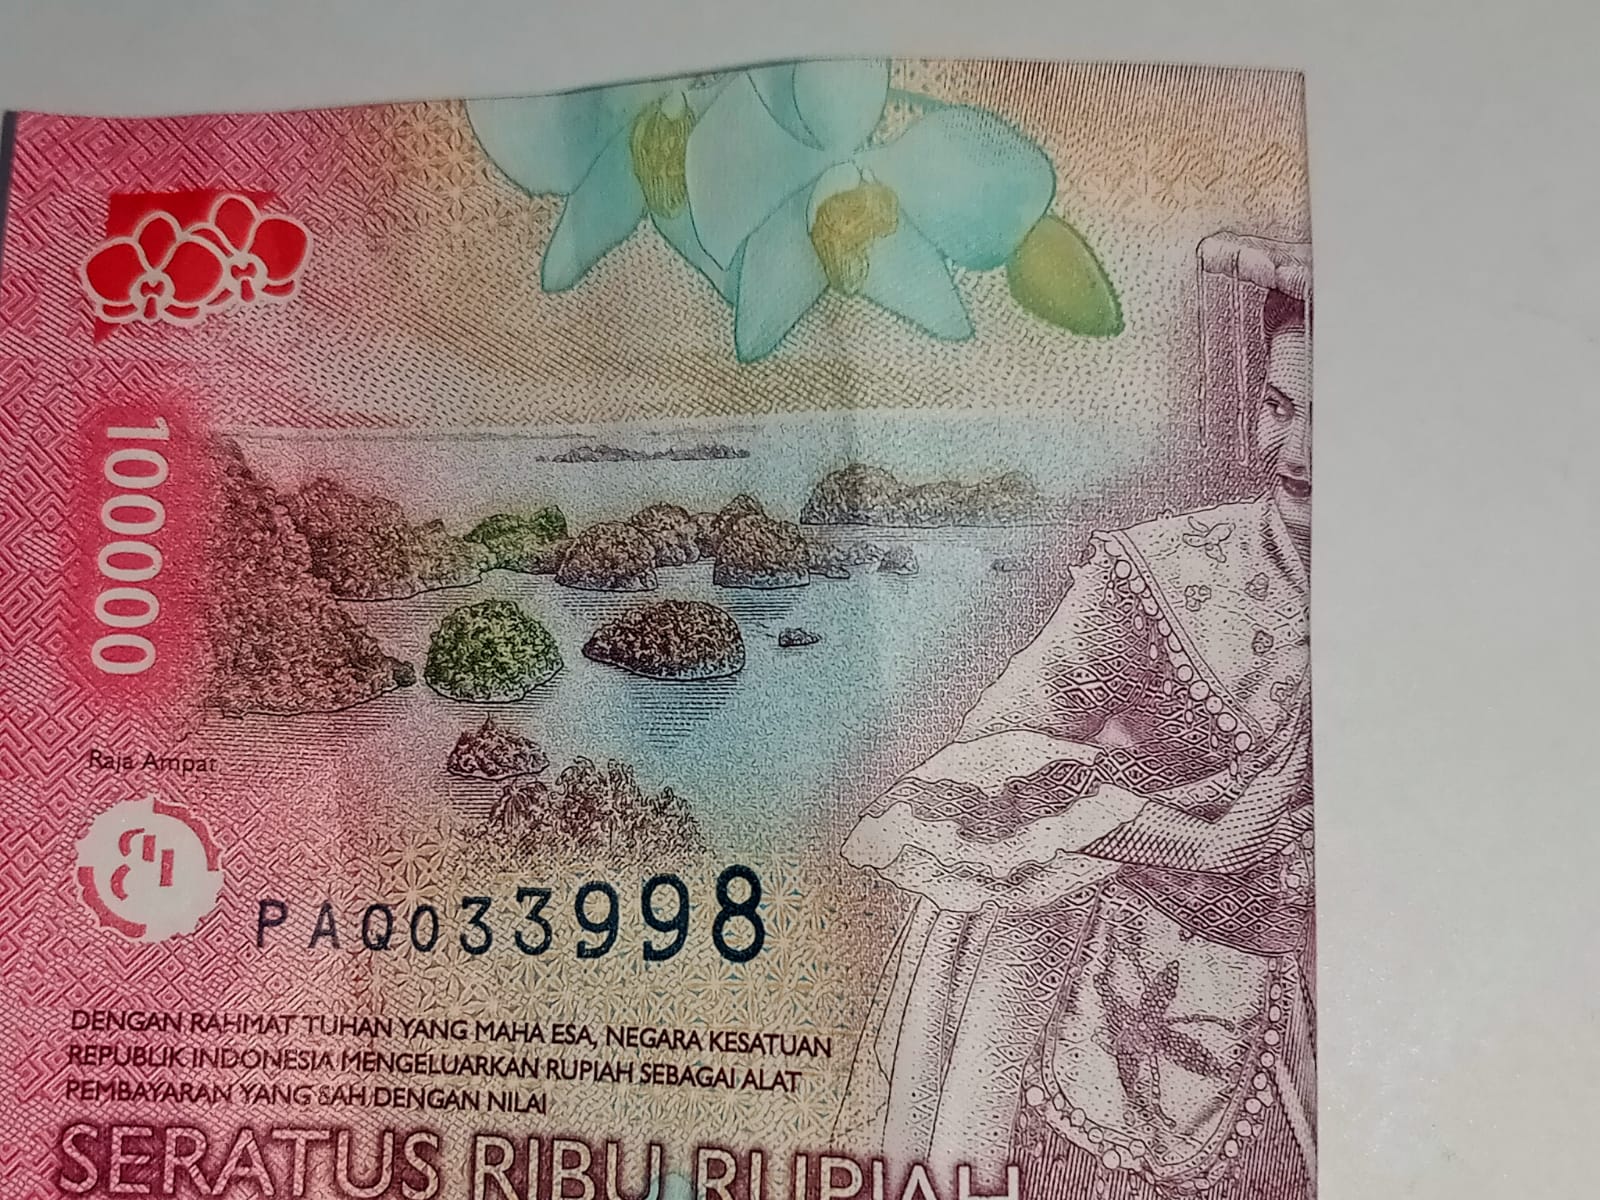 100000
Raja Ampat
PAQ033998
DENGAN RAHMAT TUHAN YANG MAHA ESA, NEGARA KESATUAN
REPUBLIK INDONESIA MENGELUARKAN RUPIAH SEBAGAI ALAT
PEMBAYARAN YANG SAH DENGAN NILAI
SERATUS RIBU RUPIAH